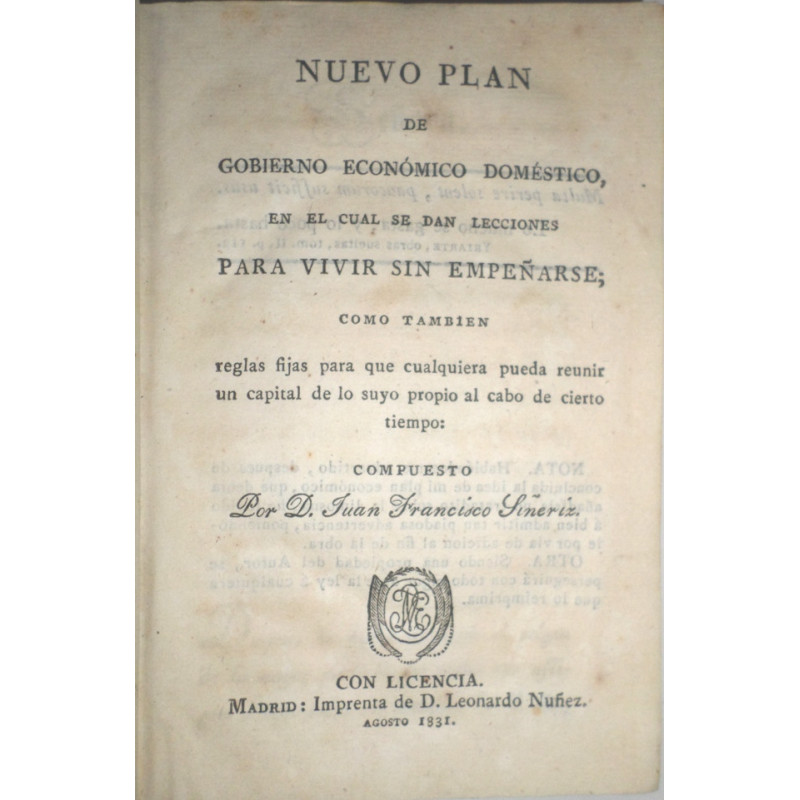 NUEVO PLAN
DE
GOBIERNO ECONÓMICO DOMÉSTICO,
EN EL CUAL SE DAN LECCIONES
PARA VIVIR SIN EMPEÑARSE;
COMO TAMBIEN
reglas fijas para que cualquiera pueda reunir
un capital de lo suyo propio al cabo de cierto
tiempo:
COMPUESTO
Por D. Juan Francisco Siñeriz.
CON LICENCIA.
MADRID: Imprenta de D. Leonardo Nuñez.
AGOSTO 1831.